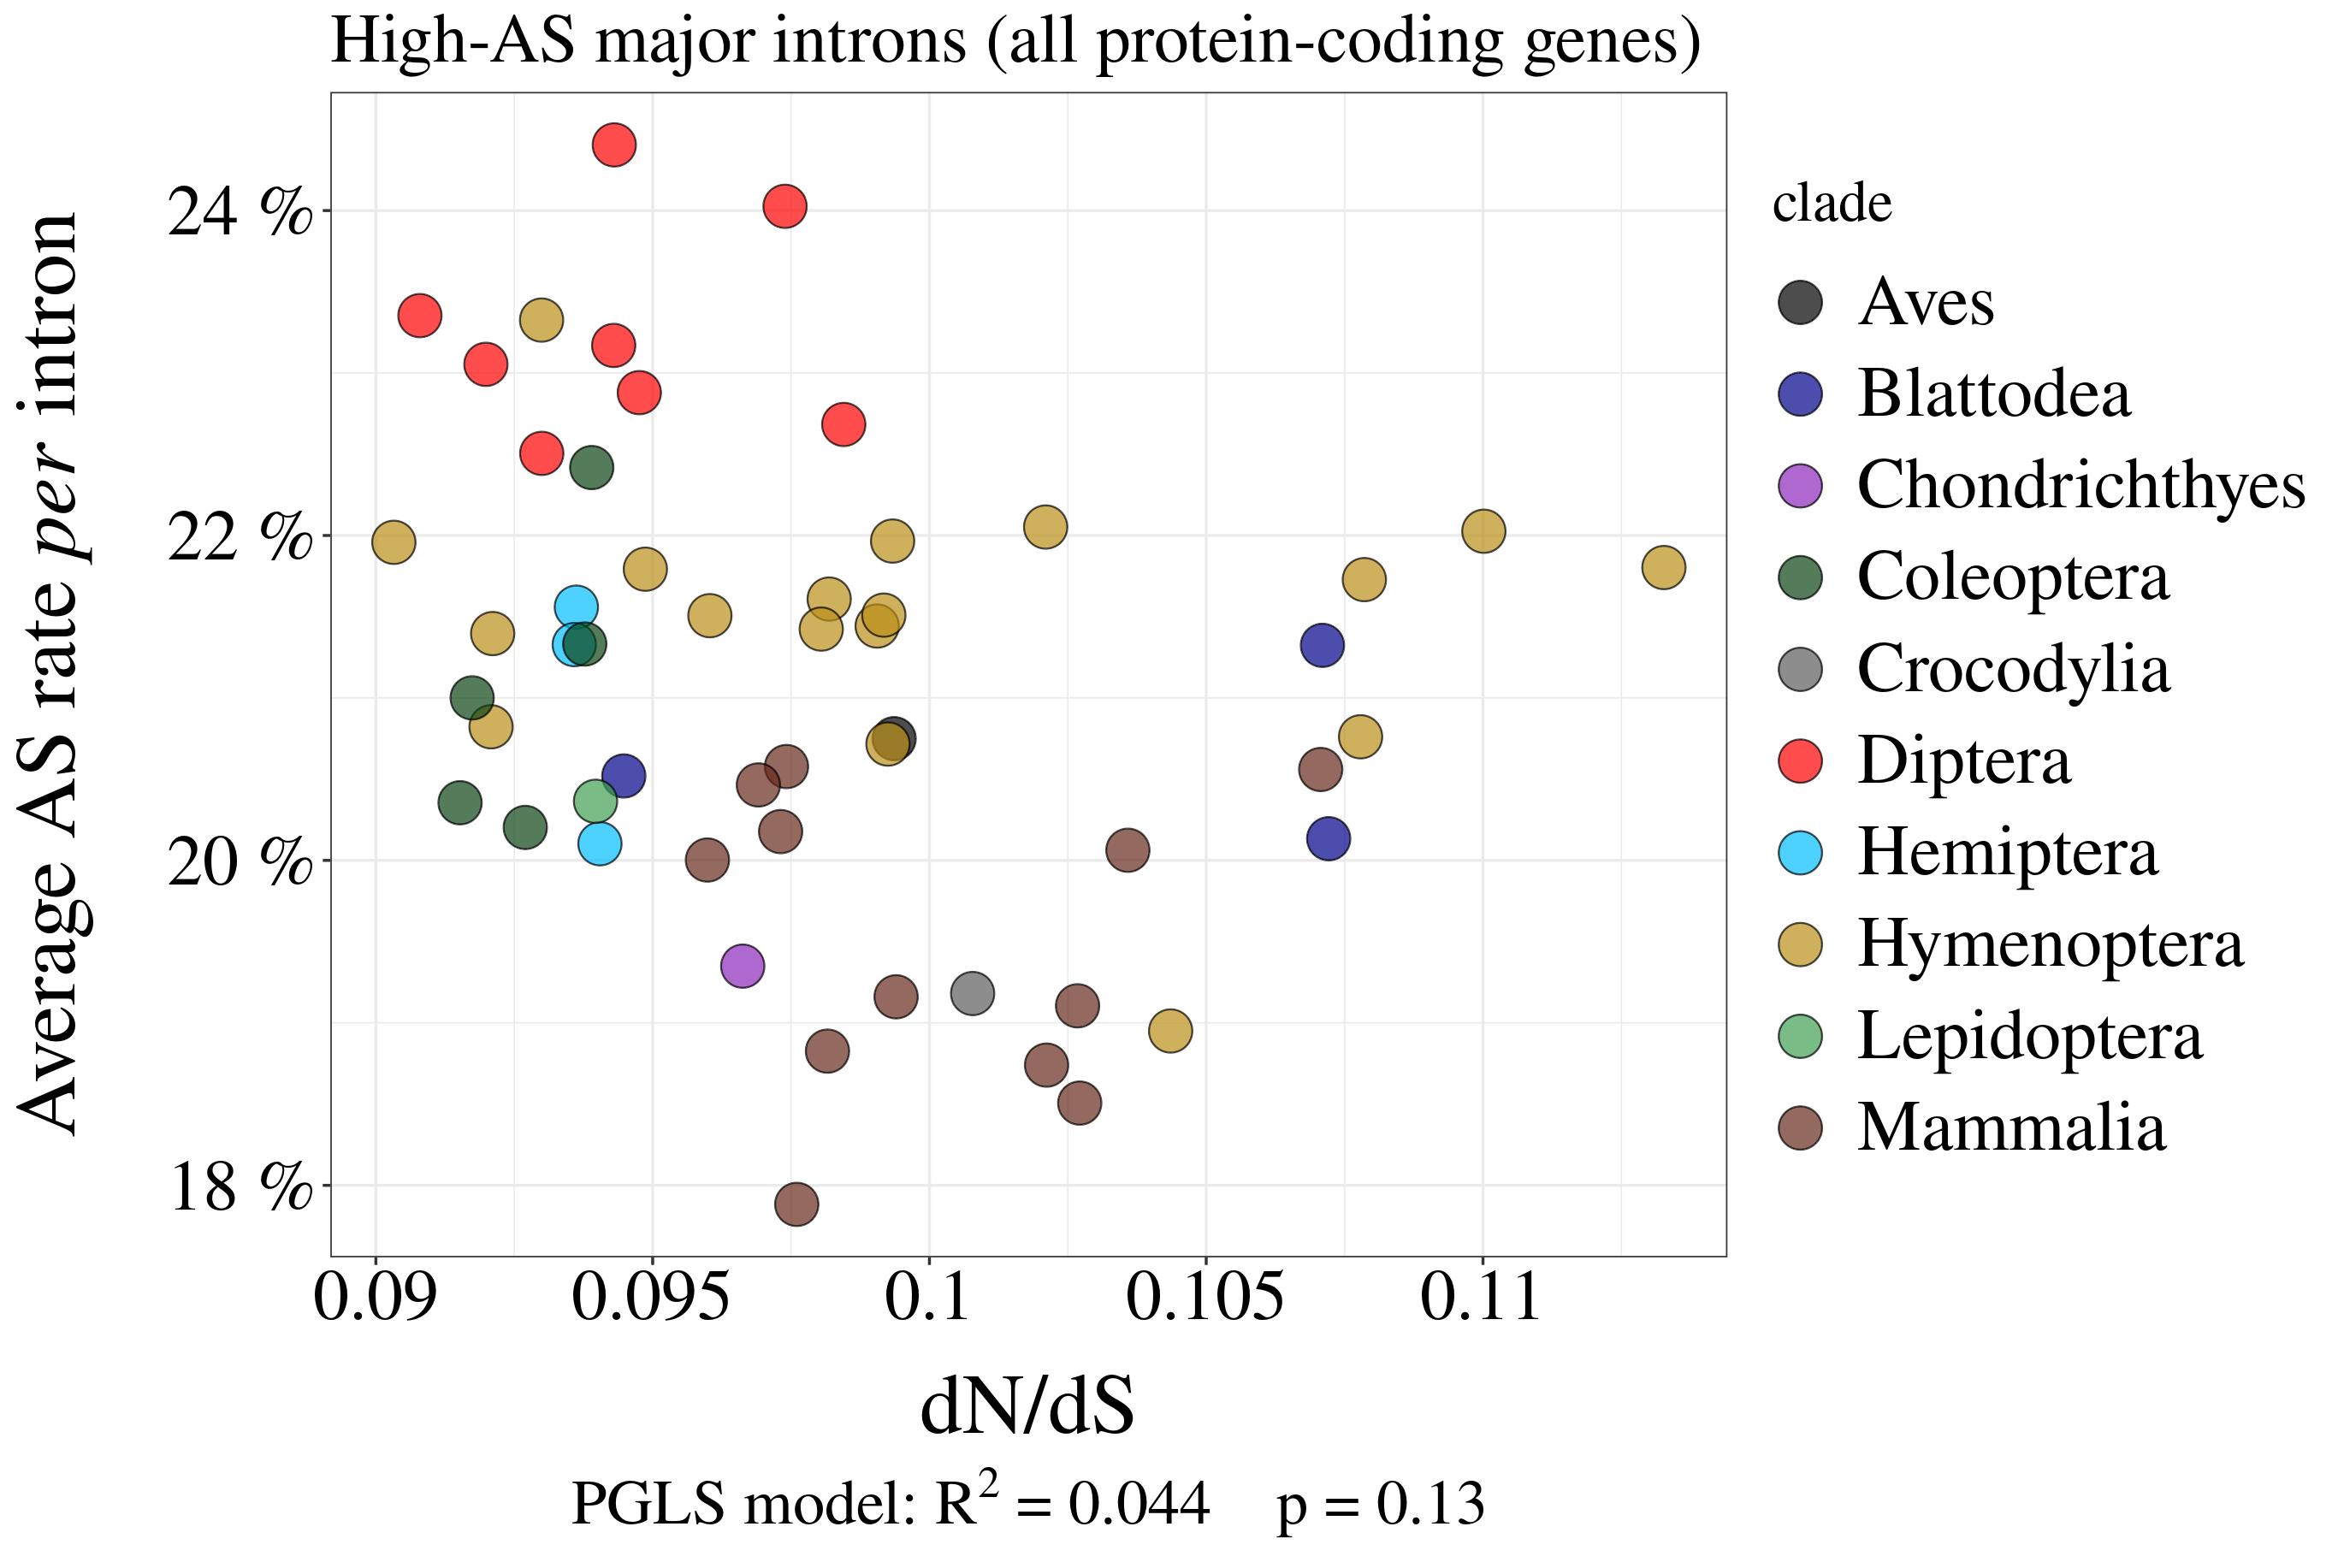 High-AS major introns (all protein-coding genes)
Average AS rate per intron
24 %
22 %
20 %
18 %
0.09 0.095 0.1 0.105 0.11
dN/dS
PGLS model: R² = 0.044 p = 0.13
clade
Aves
Blattodea
Chondrichthyes
Coleoptera
Crocodylia
Diptera
Hemiptera
Hymenoptera
Lepidoptera
Mammalia